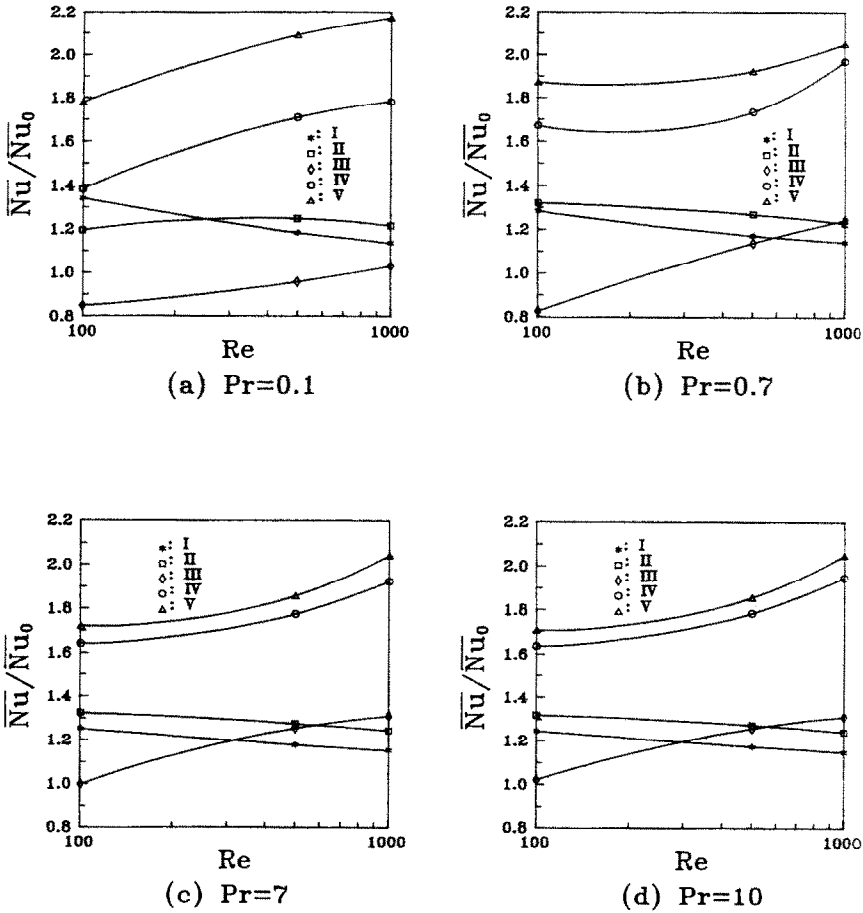 Nu/Nu0
2.2
2.0
1.8
1.6
1.4
1.2
1.0
0.8
*: I
: II
: III
: IV
: V
100
1000
Re
(a) Pr=0.1
Nu/Nu0
2.2
2.0
1.8
1.6
1.4
1.2
1.0
0.8
*: I
: II
: III
: IV
: V
100
1000
Re
(b) Pr=0.7
Nu/Nu0
2.2
2.0
1.8
1.6
1.4
1.2
1.0
0.8
*: I
: II
: III
: IV
: V
100
1000
Re
(c) Pr=7
Nu/Nu0
2.2
2.0
1.8
1.6
1.4
1.2
1.0
0.8
*: I
: II
: III
: IV
: V
100
1000
Re
(d) Pr=10